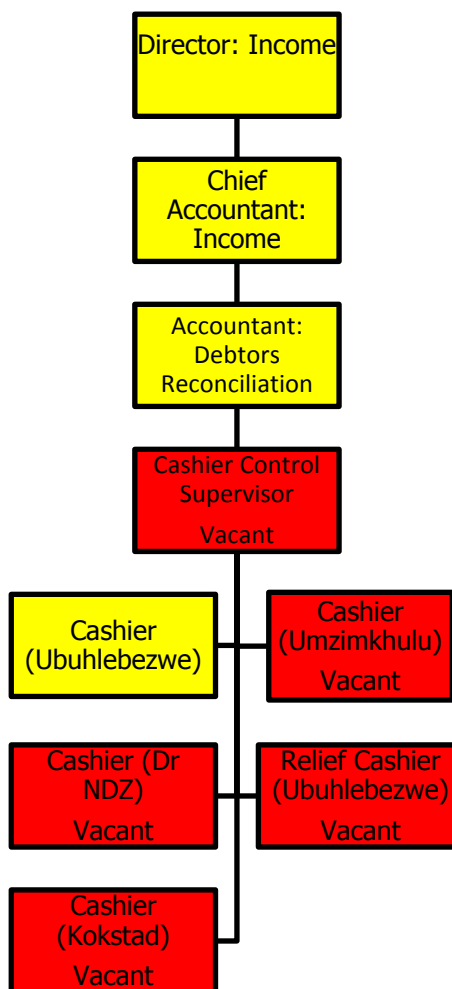 Director: Income
Chief
Accountant:
Income
Accountant:
Debtors
Reconciliation
Cashier Control
Supervisor
Vacant
Cashier
(Ubuhlebezwe)
Cashier
(Umzimkhulu)
Vacant
Cashier (Dr
NDZ)
Vacant
Relief Cashier
(Ubuhlebezwe)
Vacant
Cashier
(Kokstad)
Vacant